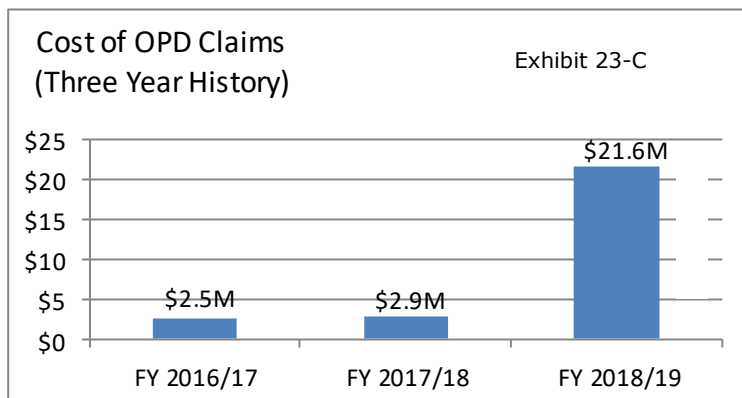 Cost of OPD Claims
(Three Year History)
Exhibit 23-C
$25
$20
$15
$10
$5
$0
$2.5M
$2.9M
$21.6M
FY 2016/17
FY 2017/18
FY 2018/19